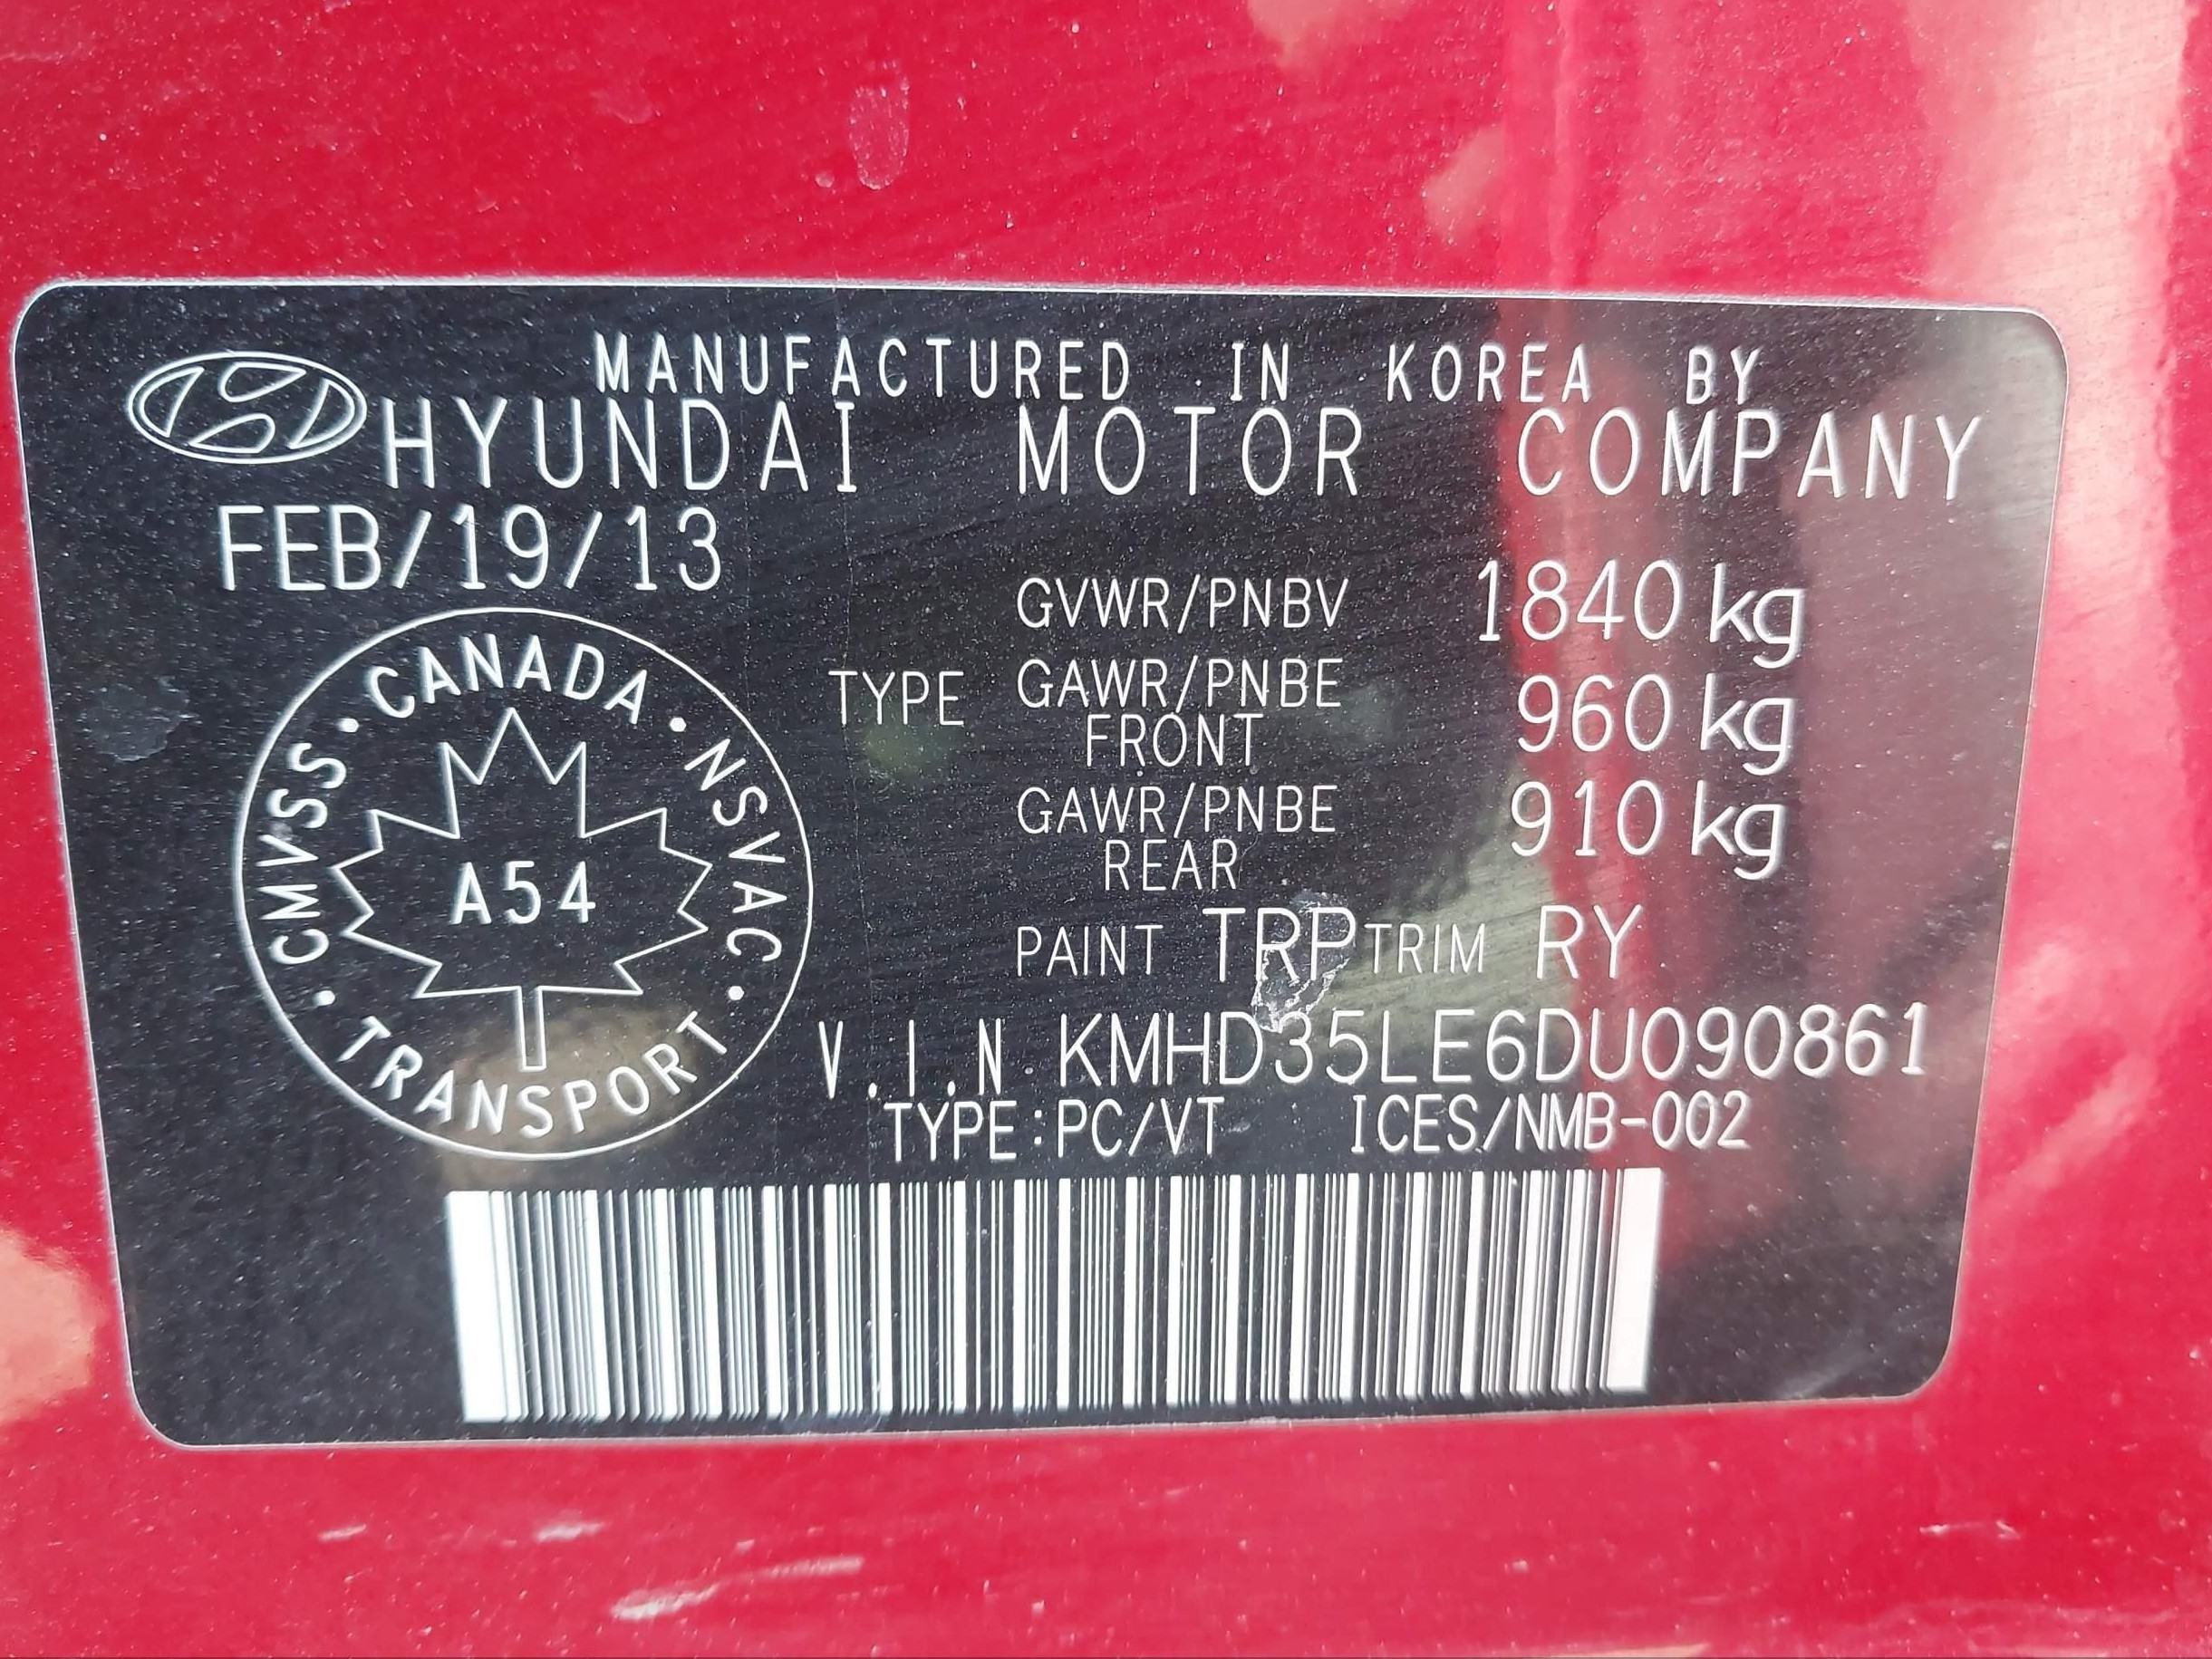 MANUFACTURED IN KOREA BY
HYUNDAI MOTOR COMPANY
FEB/19/13
GVWR/PNBV 1840 kg
TYPE GAWR/PNBE FRONT 960 kg
GAWR/PNBE REAR 910 kg
PAINT TRP TRIM RY
V.I.N. KMHD35LE6DU090861
TYPE:PC/VT ICES/NMB-002
CANADA · NSVAC · TRANSPORT · CMVSS ·
A54